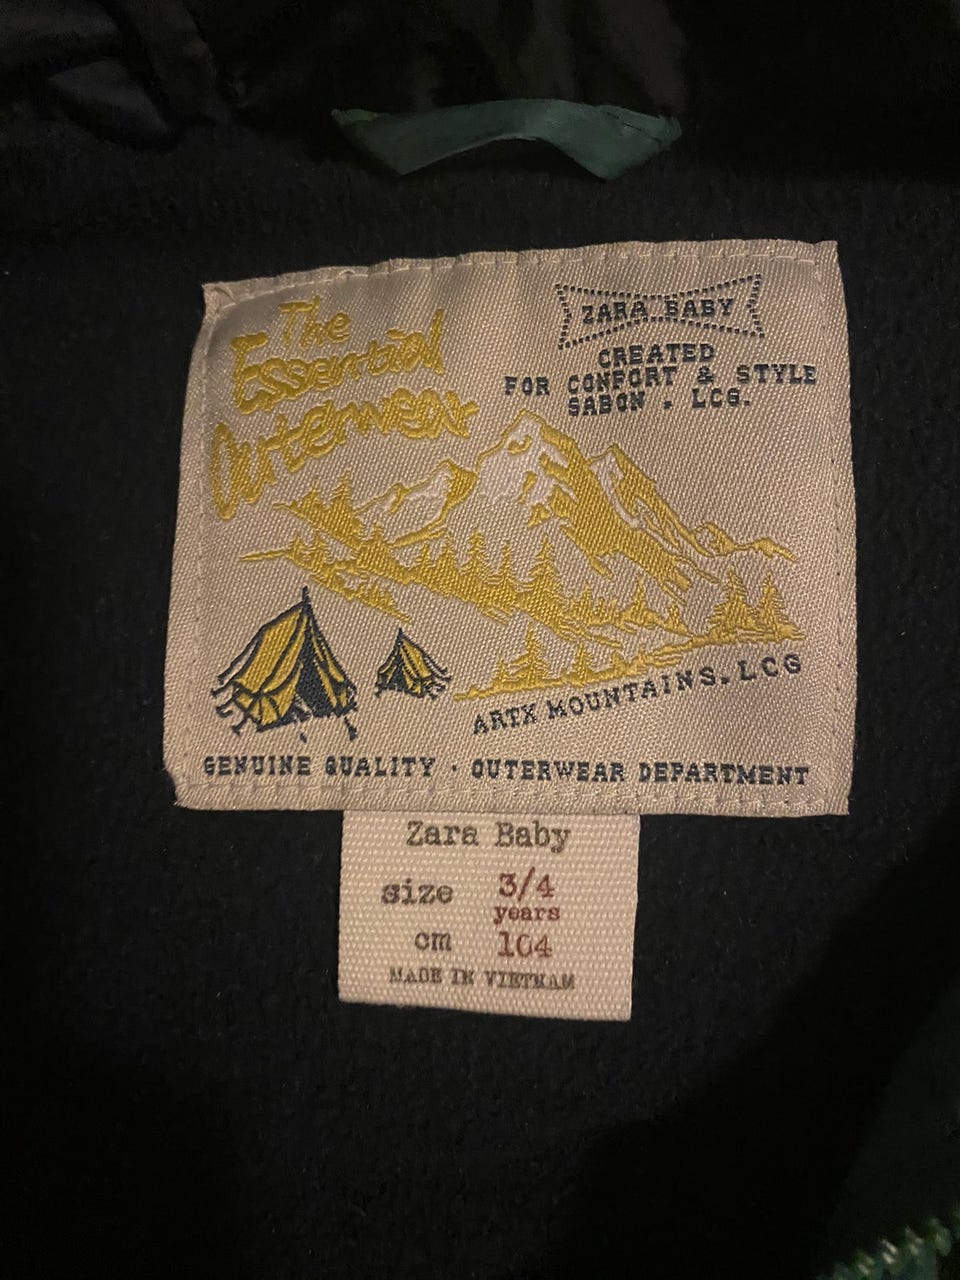 The
Essential
Outerwear
ZARA BABY
CREATED
FOR CONFORT & STYLE
SABON . LCG.
ARTX MOUNTAINS. LCG
GENUINE QUALITY · OUTERWEAR DEPARTMENT
Zara Baby
size 3/4
years
cm 104
MADE IN VIETNAM